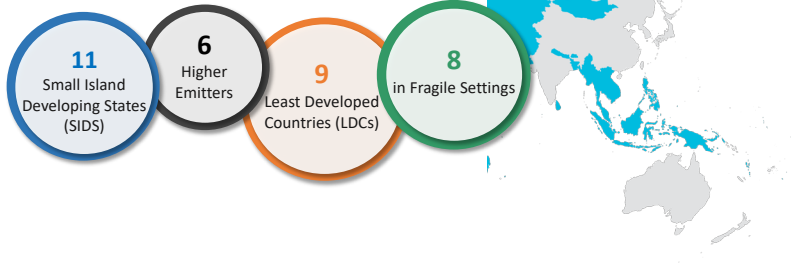 11
Small Island
Developing States
(SIDS)
6
Higher
Emitters
9
Least Developed
Countries (LDCs)
8
in Fragile Settings